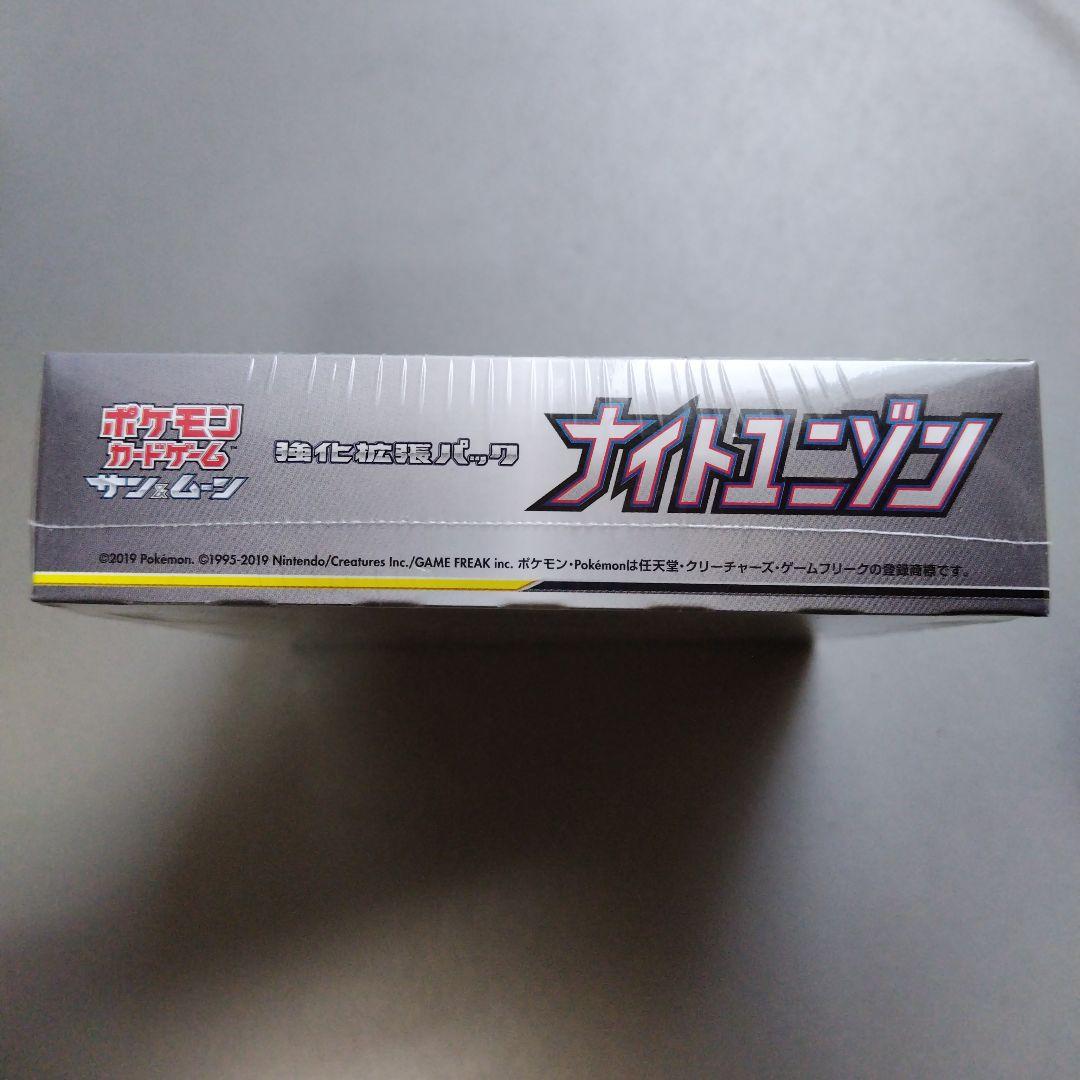 ポケモン
カードゲーム™
サン&ムーン
強化拡張パック
ナイトユニゾン
©2019 Pokémon. ©1995-2019 Nintendo/Creatures Inc./GAME FREAK inc. ポケモン・Pokémonは任天堂・クリーチャーズ・ゲームフリークの登録商標です。